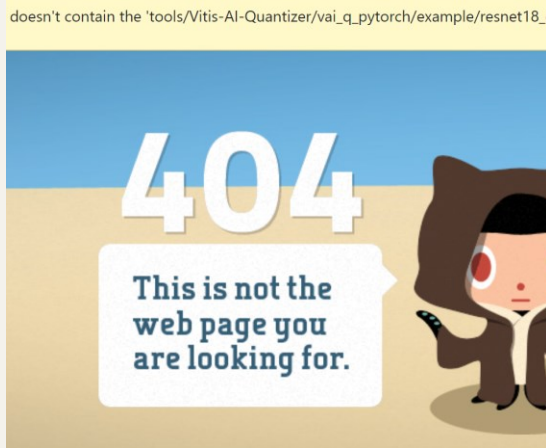 doesn't contain the 'tools/Vitis-AI-Quantizer/vai_q_pytorch/example/resnet18_
404
This is not the
web page you
are looking for.